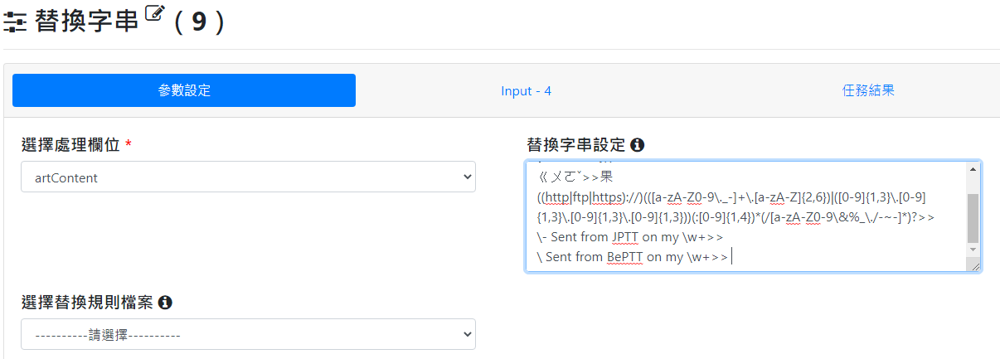 替換字串 ( 9 )
參數設定
Input - 4
任務結果
選擇處理欄位 *
artContent
替換字串設定
ㄍㄨㄛˇ>>果
((http|ftp|https)://)(([a-zA-Z0-9\._-]+\.[a-zA-Z]{2,6})|([0-9]{1,3}\.[0-9]
{1,3}\.[0-9]{1,3}\.[0-9]{1,3}))(:[0-9]{1,4})*(/[a-zA-Z0-9\&%_\./-~-]*)?>>
\- Sent from JPTT on my \w+>>
\ Sent from BePTT on my \w+>>
選擇替換規則檔案
----------請選擇----------